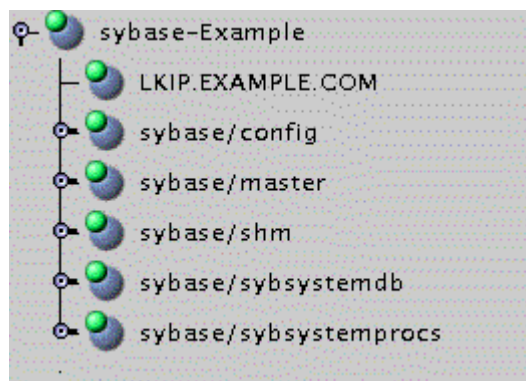 sybase-Example
LKIP.EXAMPLE.COM
sybase/config
sybase/master
sybase/shm
sybase/sybsystemdb
sybase/sybsystemprocs